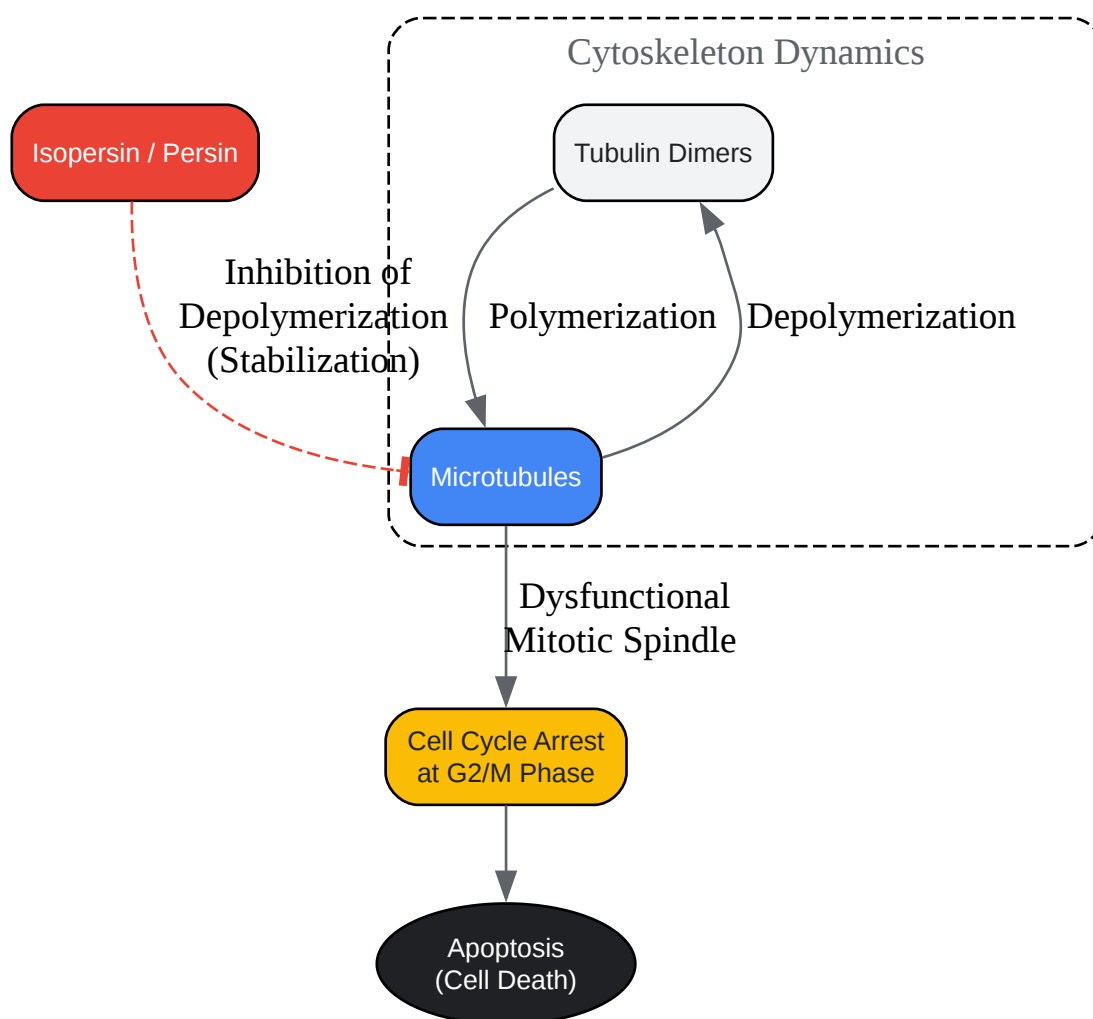 Cytoskeleton Dynamics
Isopersin / Persin
Tubulin Dimers
Inhibition of
Depolymerization
(Stabilization)
Polymerization
Depolymerization
Microtubules
Dysfunctional
Mitotic Spindle
Cell Cycle Arrest
at G2/M Phase
Apoptosis
(Cell Death)